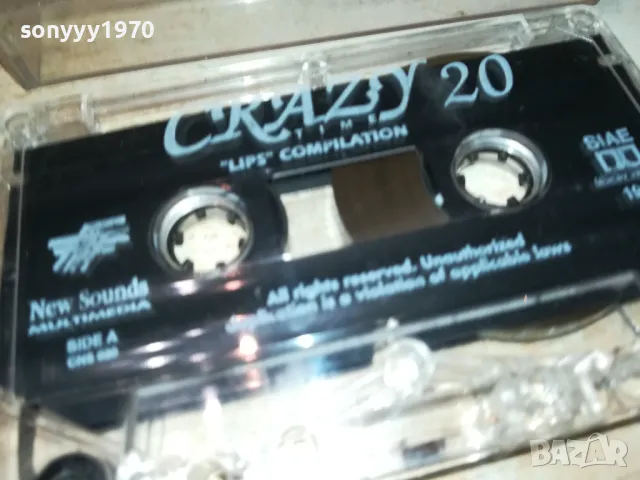 sonyyy1970
CRAZY 20
TIME
"LIPS" COMPILATION
SIAE
New Sounds
MULTIMEDIA
SIDE A
All rights reserved. Unauthorized
duplication is a violation of applicable laws
BAZAR